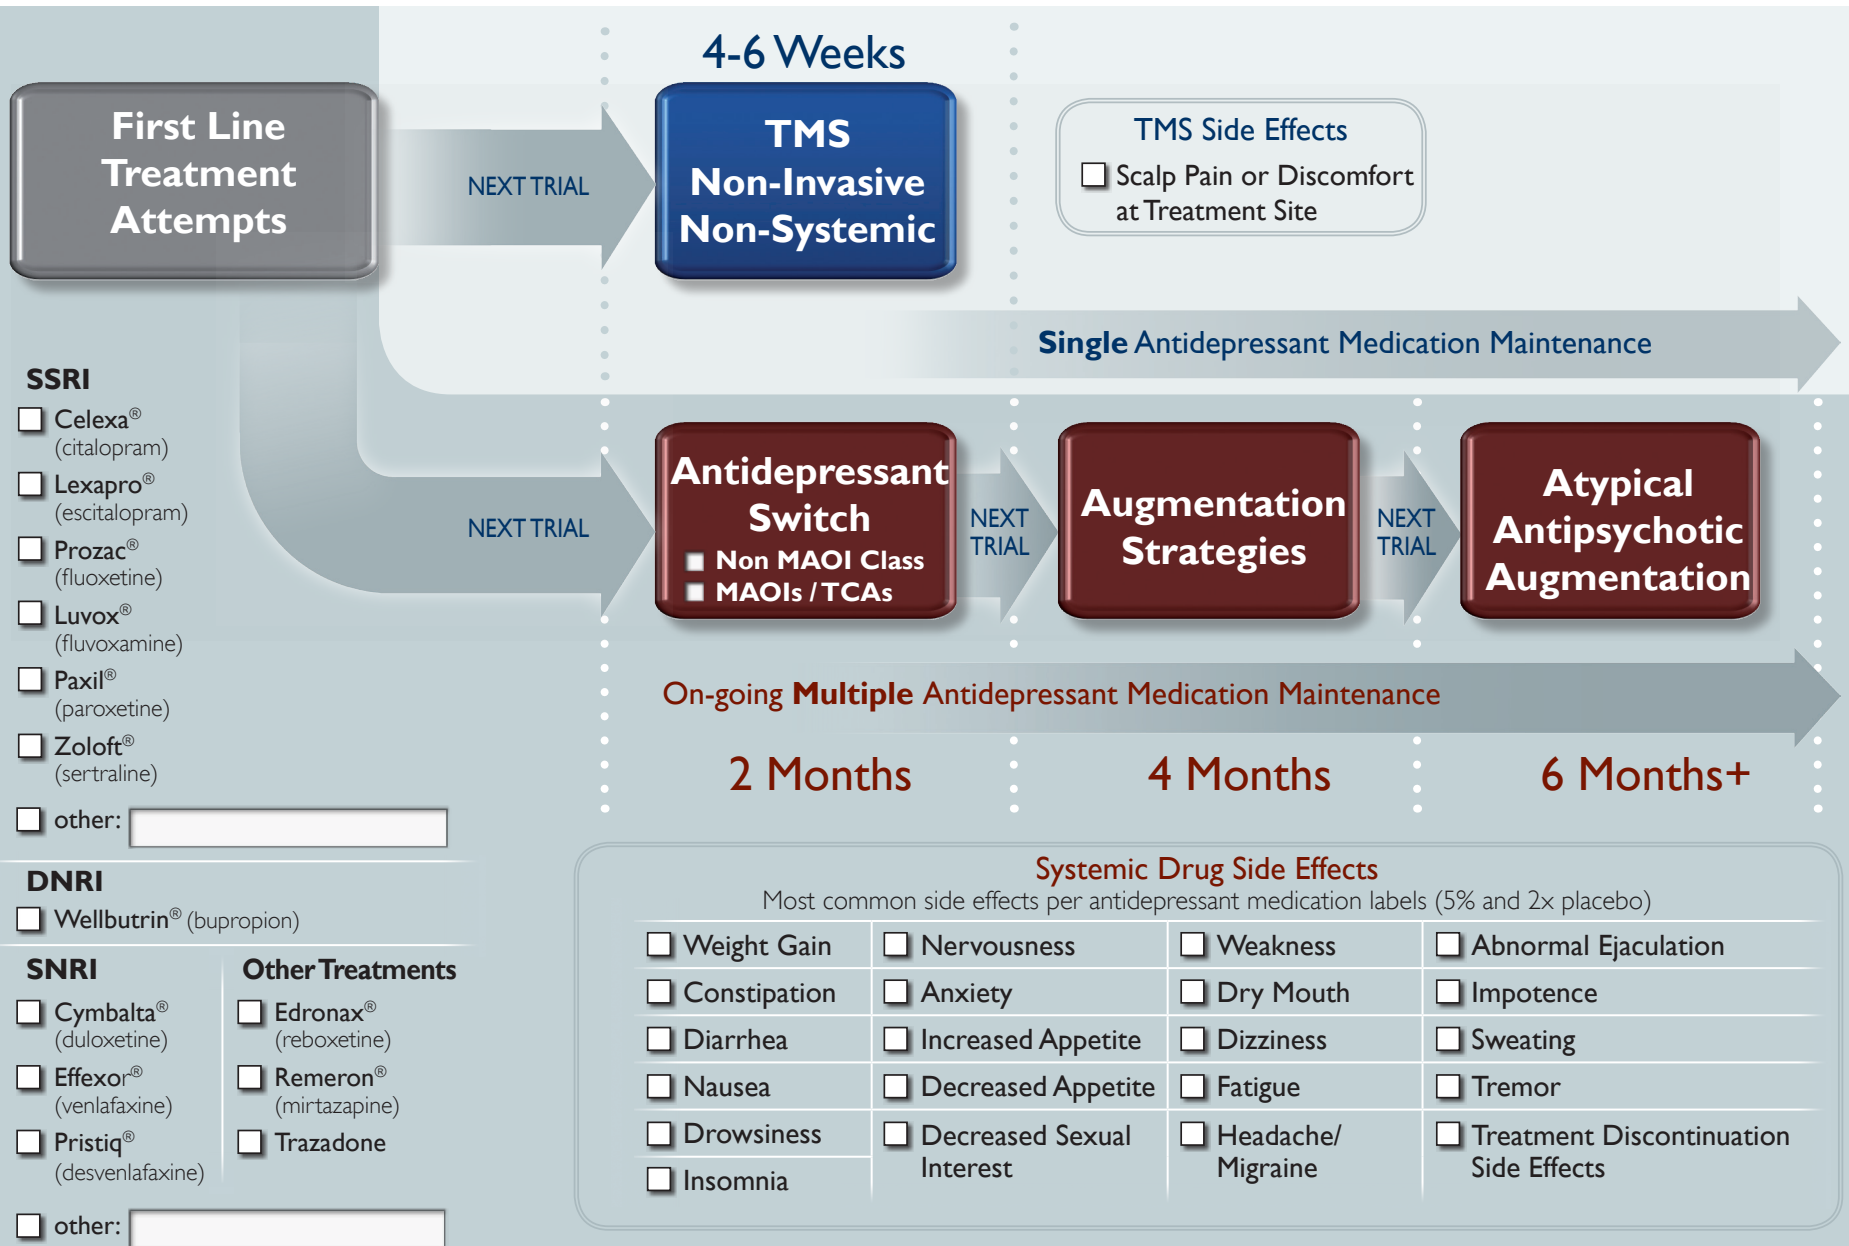 4-6 Weeks
First Line
Treatment
Attempts
NEXT TRIAL
TMS
Non-Invasive
Non-Systemic
TMS Side Effects
Scalp Pain or Discomfort
at Treatment Site
Single Antidepressant Medication Maintenance
SSRI
Celexa®
(citalopram)
Lexapro®
(escitalopram)
Prozac®
(fluoxetine)
Luvox®
(fluvoxamine)
Paxil®
(paroxetine)
Zoloft®
(sertraline)
other:
DNRI
Wellbutrin® (bupropion)
SNRI
Cymbalta®
(duloxetine)
Effexor®
(venlafaxine)
Pristiq®
(desvenlafaxine)
Other Treatments
Edronax®
(reboxetine)
Remeron®
(mirtazapine)
Trazadone
other:
NEXT TRIAL
Antidepressant
Switch
Non MAOI Class
MAOIs / TCAs
NEXT
TRIAL
Augmentation
Strategies
NEXT
TRIAL
Atypical
Antipsychotic
Augmentation
On-going Multiple Antidepressant Medication Maintenance
2 Months
4 Months
6 Months+
Systemic Drug Side Effects
Most common side effects per antidepressant medication labels (5% and 2x placebo)
Weight Gain
Constipation
Diarrhea
Nausea
Drowsiness
Insomnia
Nervousness
Anxiety
Increased Appetite
Decreased Appetite
Decreased Sexual
Interest
Weakness
Dry Mouth
Dizziness
Fatigue
Headache/
Migraine
Abnormal Ejaculation
Impotence
Sweating
Tremor
Treatment Discontinuation
Side Effects